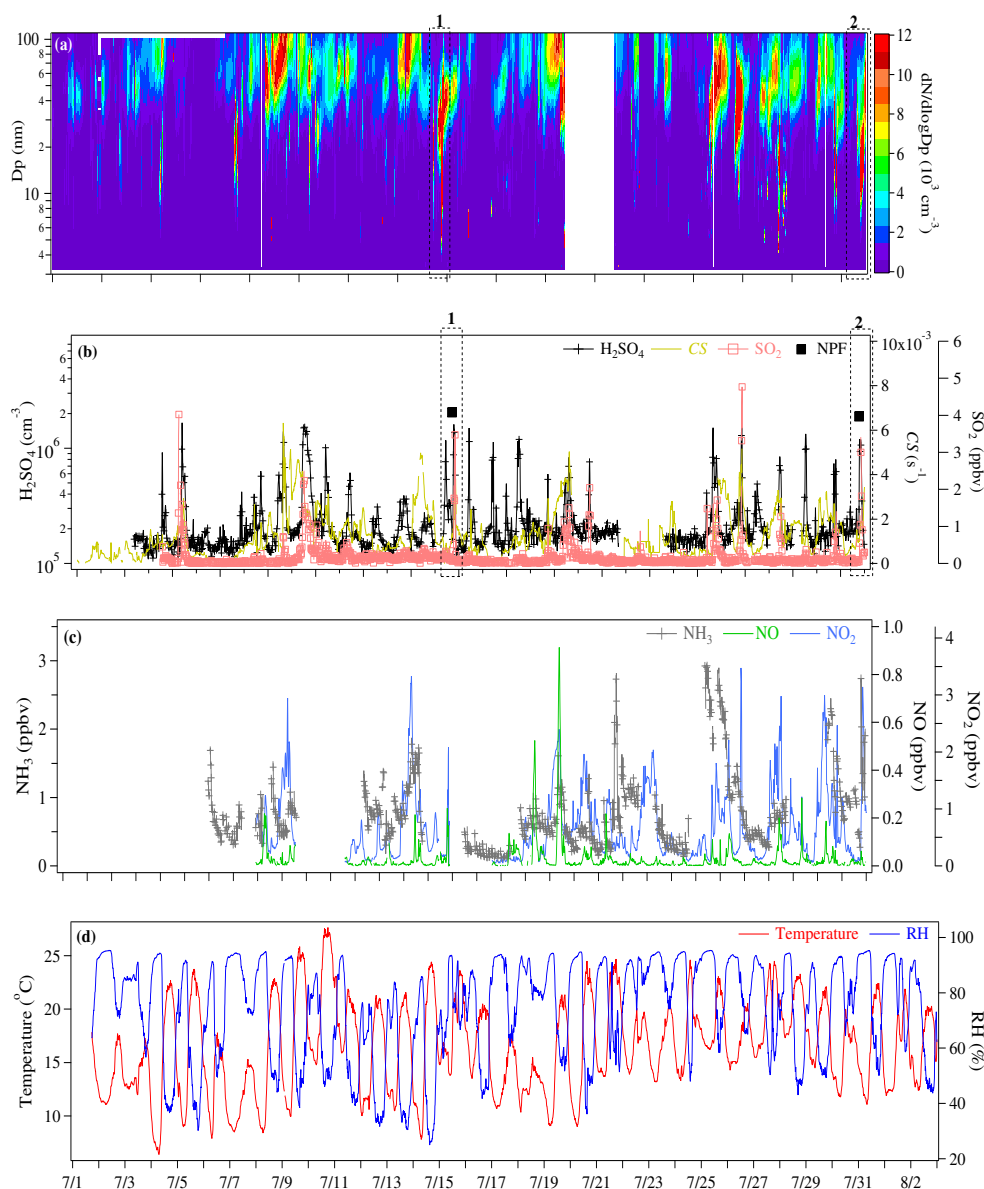 1
2
(a)
100
8
6
4
2
10
8
6
4
Dp (nm)
12
10
8
6
4
2
0
dN/dlogDp (10³ cm⁻³)
1
2
(b)
H₂SO₄
CS
SO₂
NPF
8
6
4
2
10⁶
8
6
4
2
10⁵
H₂SO₄ (cm⁻³)
10x10⁻³
8
6
4
2
0
CS (s⁻¹)
6
5
4
3
2
1
0
SO₂ (ppbv)
(c)
NH₃
NO
NO₂
3
2
1
0
NH₃ (ppbv)
1.0
0.8
0.6
0.4
0.2
0.0
NO (ppbv)
4
3
2
1
0
NO₂ (ppbv)
(d)
Temperature
RH
25
20
15
10
Temperature (°C)
100
80
60
40
20
RH (%)
7/1 7/3 7/5 7/7 7/9 7/11 7/13 7/15 7/17 7/19 7/21 7/23 7/25 7/27 7/29 7/31 8/2